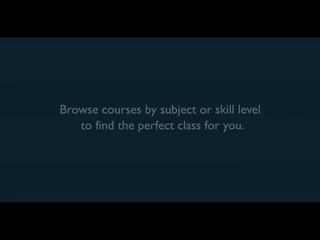 Browse courses by subject or skill level
to find the perfect class for you.